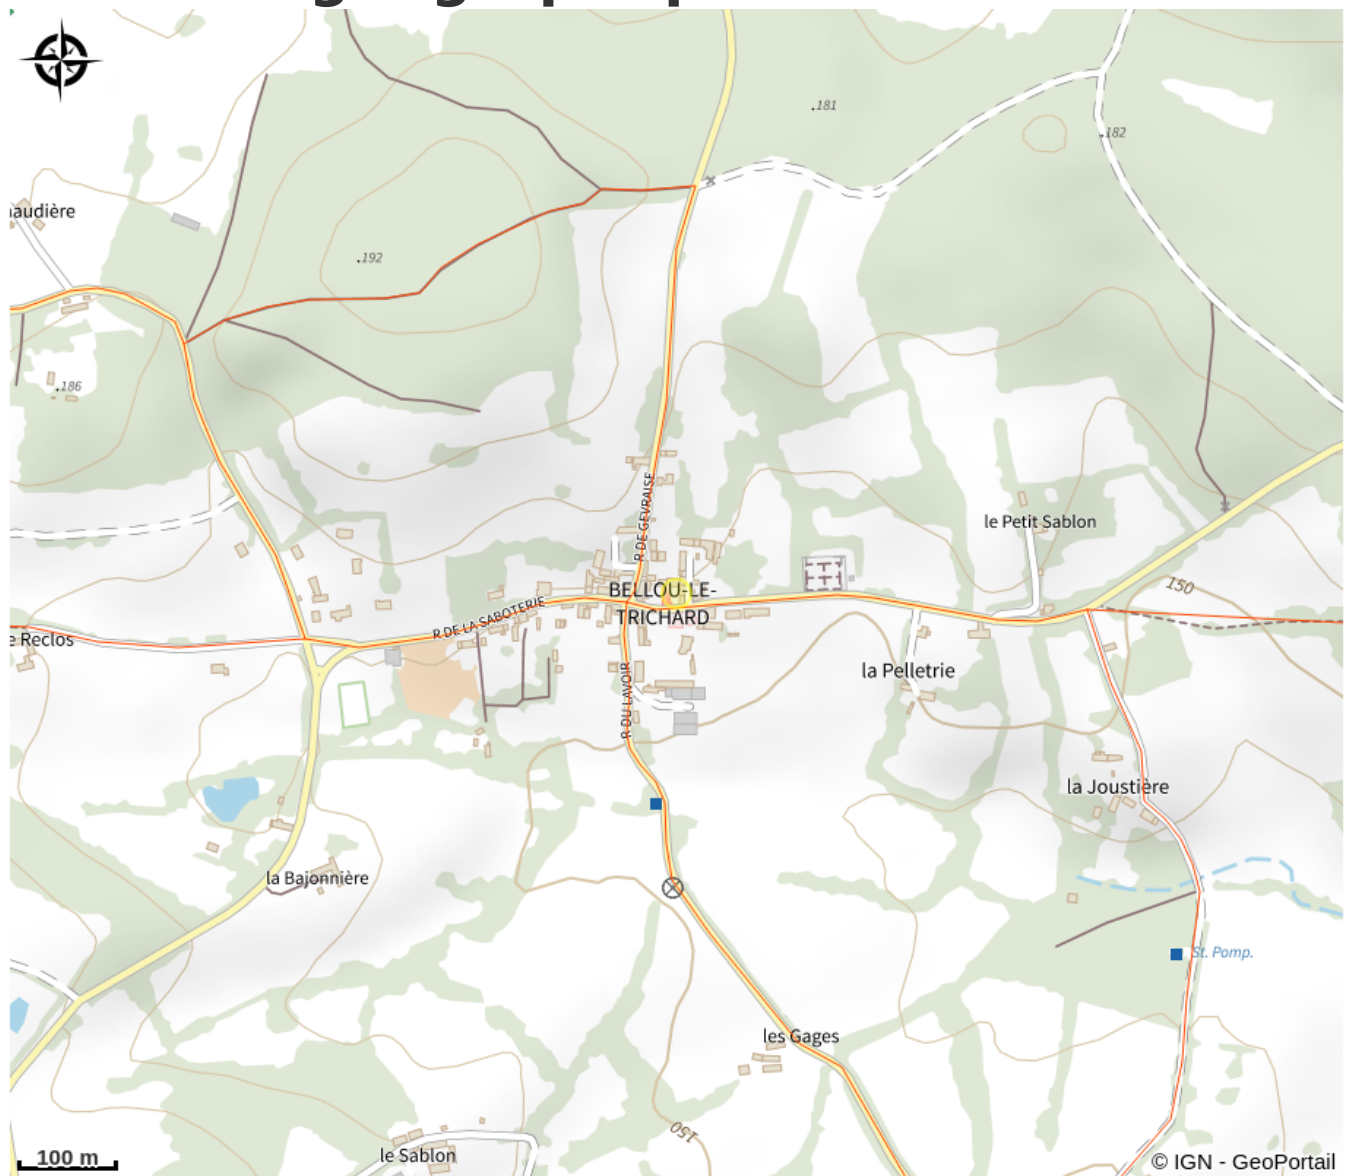 181
182
audière
192
186
R DE GEVRAISE
le Petit Sablon
150
BELLOU-LE-
TRICHARD
R DE LA SABOTERIE
e Reclos
la Pelletrie
R DU LAVOIR
la Joustière
la Bajonnière
St. Pomp.
les Gages
150
le Sablon
100 m
© IGN - GeoPortail